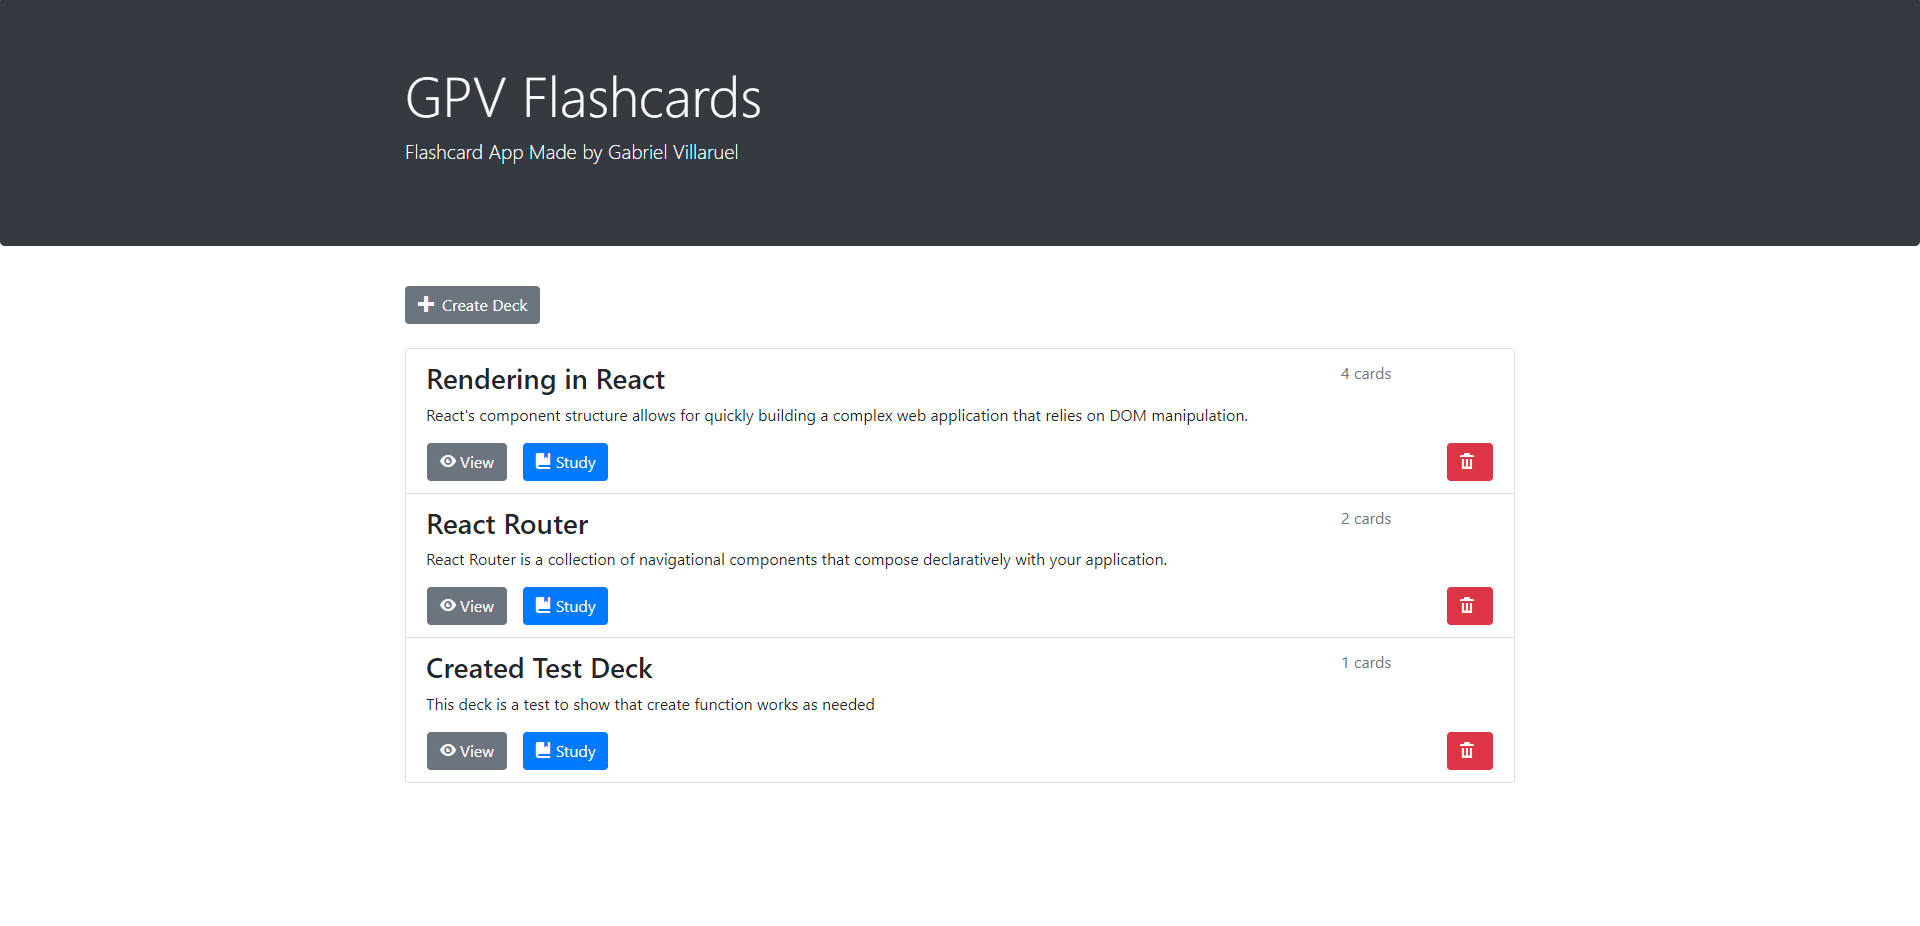 GPV Flashcards
Flashcard App Made by Gabriel Villaruel
Create Deck
Rendering in React
4 cards
React's component structure allows for quickly building a complex web application that relies on DOM manipulation.
View
Study
React Router
2 cards
React Router is a collection of navigational components that compose declaratively with your application.
View
Study
Created Test Deck
1 cards
This deck is a test to show that create function works as needed
View
Study